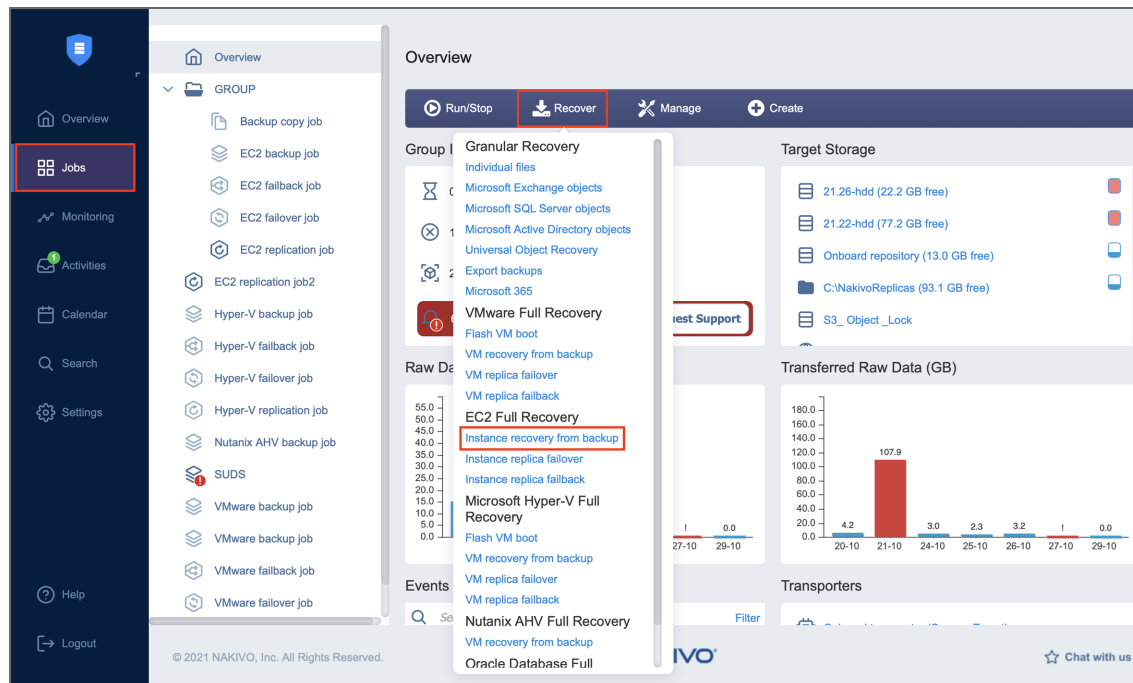 Overview
Jobs
Monitoring
1
Activities
Calendar
Search
Settings
Help
Logout
Overview
GROUP
Backup copy job
EC2 backup job
EC2 failback job
EC2 failover job
EC2 replication job
EC2 replication job2
Hyper-V backup job
Hyper-V failback job
Hyper-V failover job
Hyper-V replication job
Nutanix AHV backup job
SUDS
VMware backup job
VMware backup job
VMware failback job
VMware failover job
Overview
Run/Stop Recover Manage Create
Granular Recovery
Individual files
Microsoft Exchange objects
Microsoft SQL Server objects
Microsoft Active Directory objects
Universal Object Recovery
Export backups
Microsoft 365
VMware Full Recovery
Flash VM boot
VM recovery from backup
VM replica failover
VM replica failback
EC2 Full Recovery
Instance recovery from backup
Instance replica failover
Instance replica failback
Microsoft Hyper-V Full
Recovery
Flash VM boot
VM recovery from backup
VM replica failover
VM replica failback
Nutanix AHV Full Recovery
VM recovery from backup
Oracle Database Full
Group
Support
Raw
55.0
50.0
45.0
40.0
35.0
30.0
25.0
20.0
15.0
10.0
5.0
0.0
! 0.0
27-10 29-10
Events
Filter
Target Storage
21.26-hdd (22.2 GB free)
21.22-hdd (77.2 GB free)
Onboard repository (13.0 GB free)
C:\NakivoReplicas (93.1 GB free)
S3_ Object _Lock
Transferred Raw Data (GB)
180.0
160.0
140.0
120.0
100.0
80.0
60.0
40.0
20.0
0.0
4.2 107.9 3.0 2.3 3.2 ! 0.0
20-10 21-10 24-10 25-10 26-10 27-10 29-10
Transporters
© 2021 NAKIVO, Inc. All Rights Reserved.
Chat with us